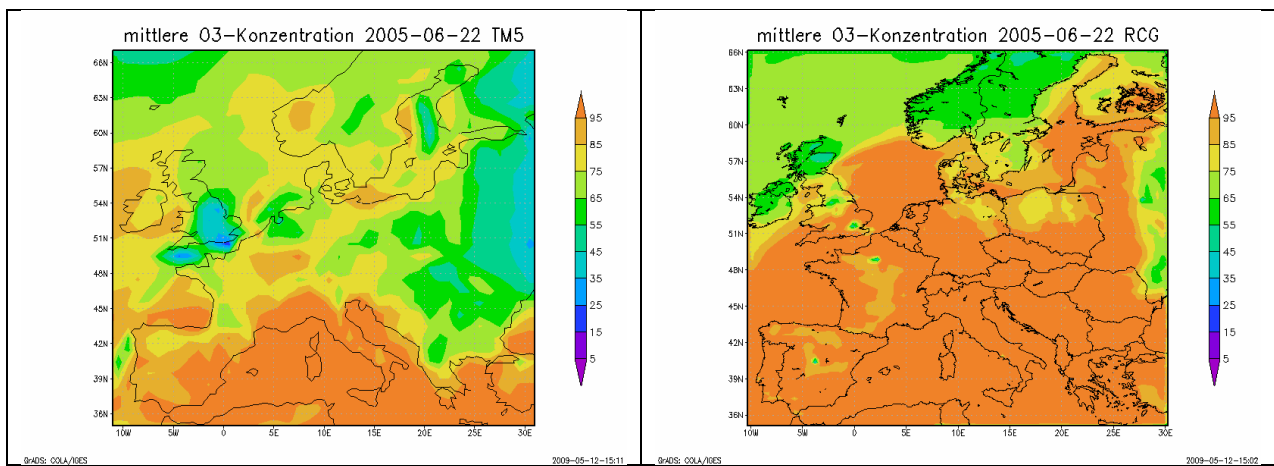 mittlere O3-Konzentration 2005-06-22 TM5
66N
63N
60N
57N
54N
51N
48N
45N
42N
39N
36N
10W 5W 0 5E 10E 15E 20E 25E 30E
95
85
75
65
55
45
35
25
15
5
GrADS: COLA/IGES
2009-05-12-15:11
mittlere O3-Konzentration 2005-06-22 RCG
66N
63N
60N
57N
54N
51N
48N
45N
42N
39N
36N
10W 5W 0 5E 10E 15E 20E 25E 30E
95
85
75
65
55
45
35
25
15
5
GrADS: COLA/IGES
2009-05-12-15:02